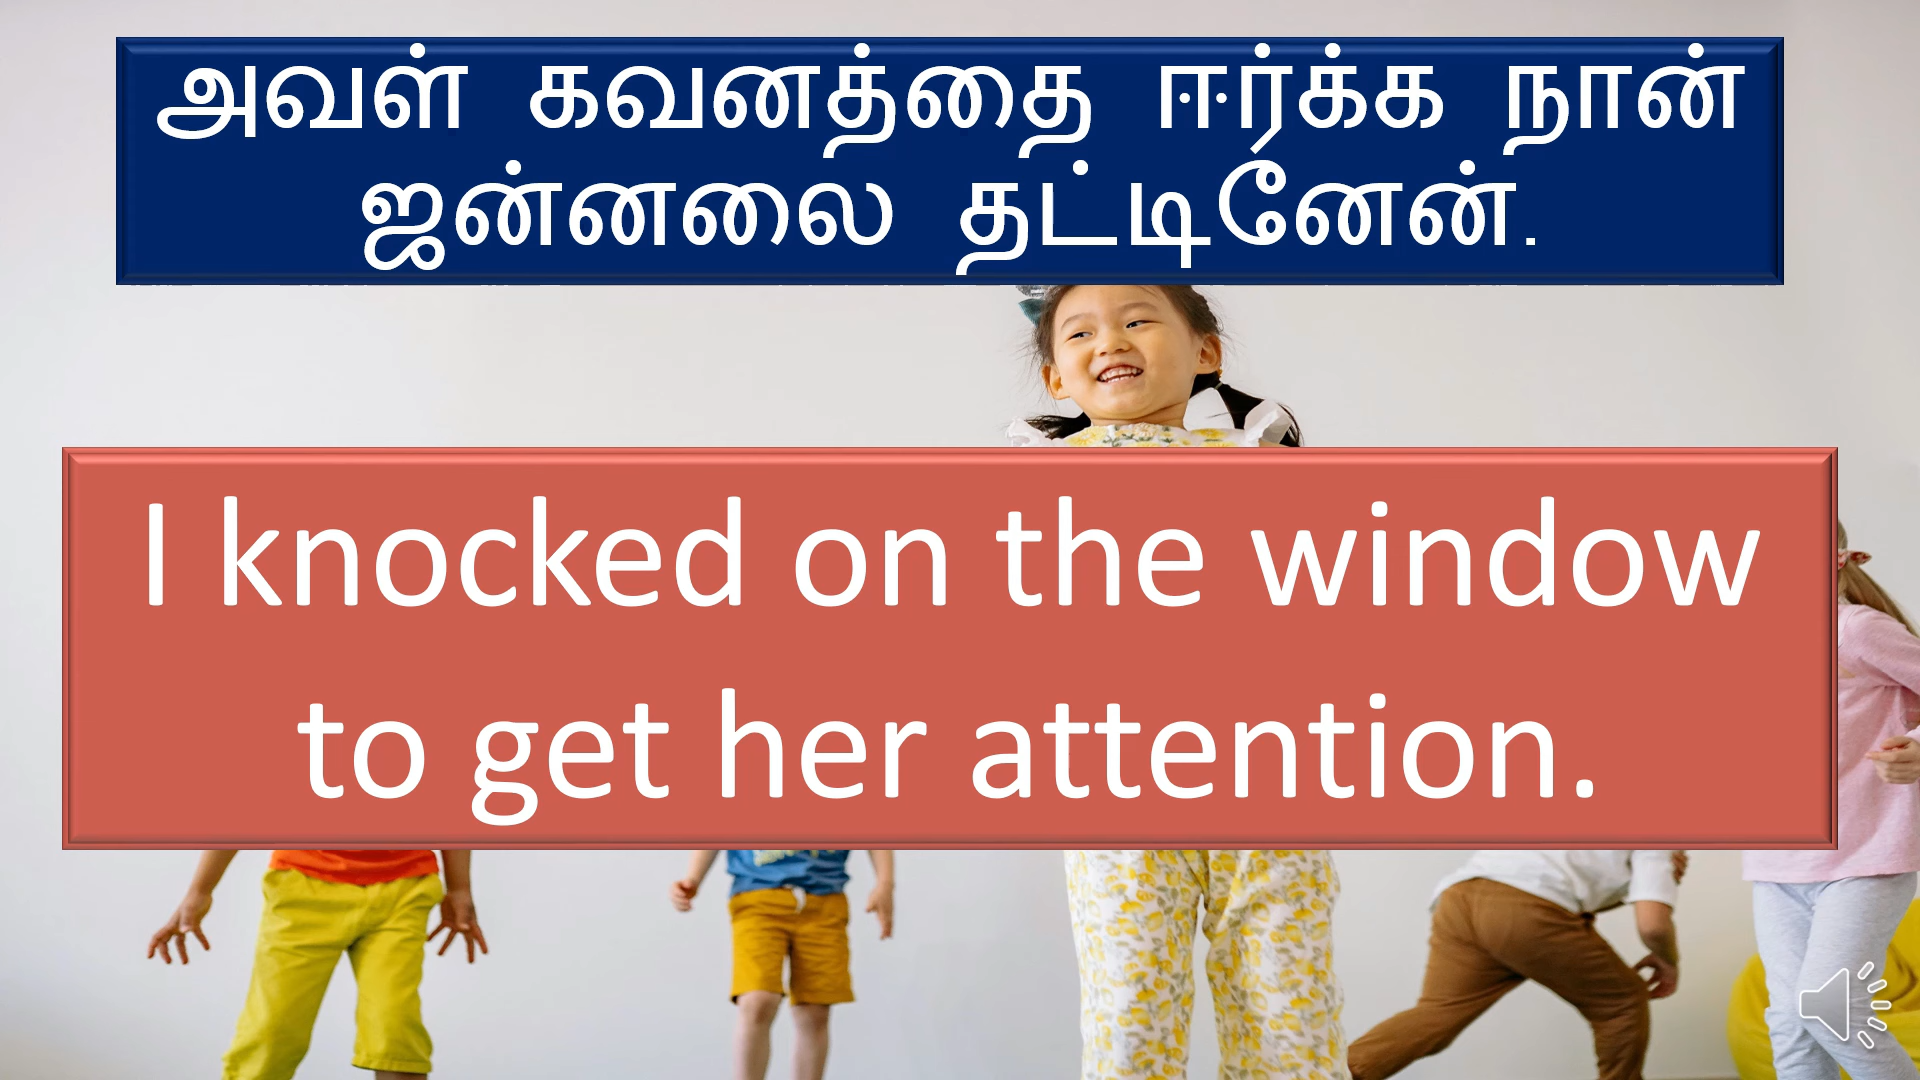 அவள் கவனத்தை ஈர்க்க நான்
ஜன்னலை தட்டினேன்.
I knocked on the window
to get her attention.